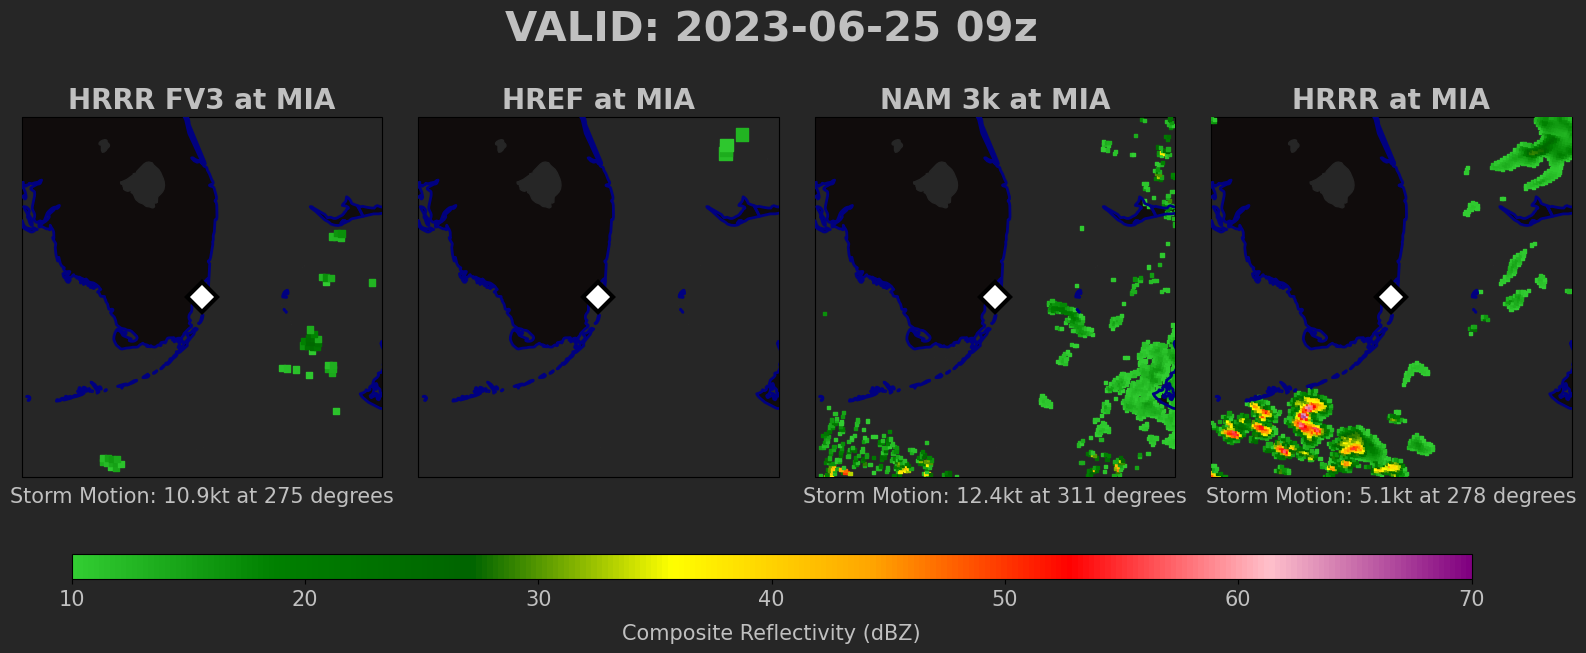 VALID: 2023-06-25 09z
HRRR FV3 at MIA
HREF at MIA
NAM 3k at MIA
HRRR at MIA
Storm Motion: 10.9kt at 275 degrees
Storm Motion: 12.4kt at 311 degrees
Storm Motion: 5.1kt at 278 degrees
10 20 30 40 50 60 70
Composite Reflectivity (dBZ)